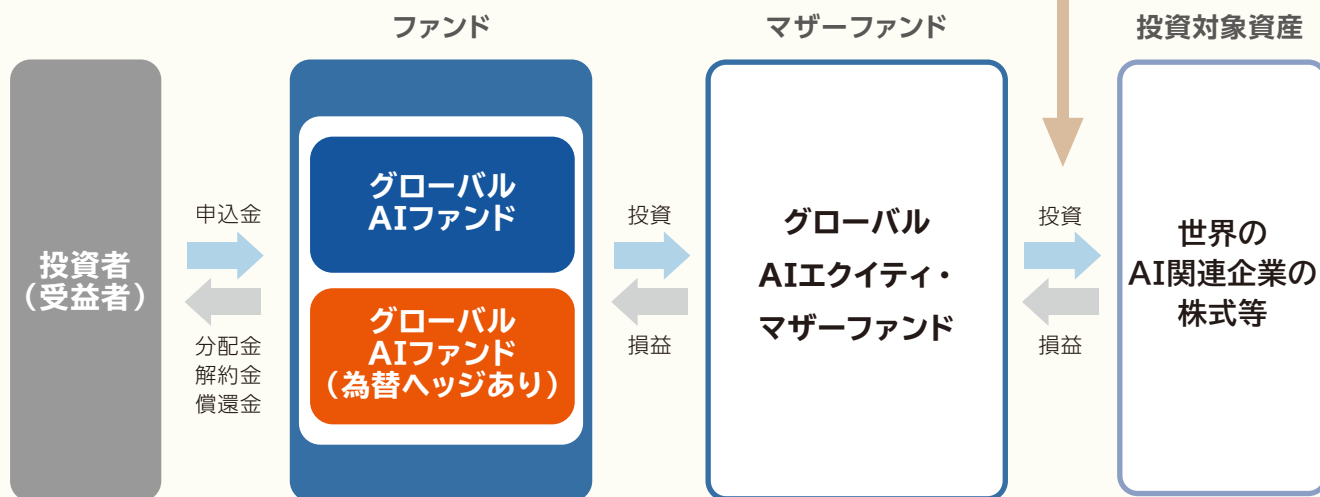 ファンド
マザーファンド
投資対象資産
投資者
(受益者)
申込金
分配金
解約金
償還金
グローバル
AIファンド
グローバル
AIファンド
(為替ヘッジあり)
投資
損益
グローバル
AIエクイティ・
マザーファンド
投資
損益
世界の
AI関連企業の
株式等